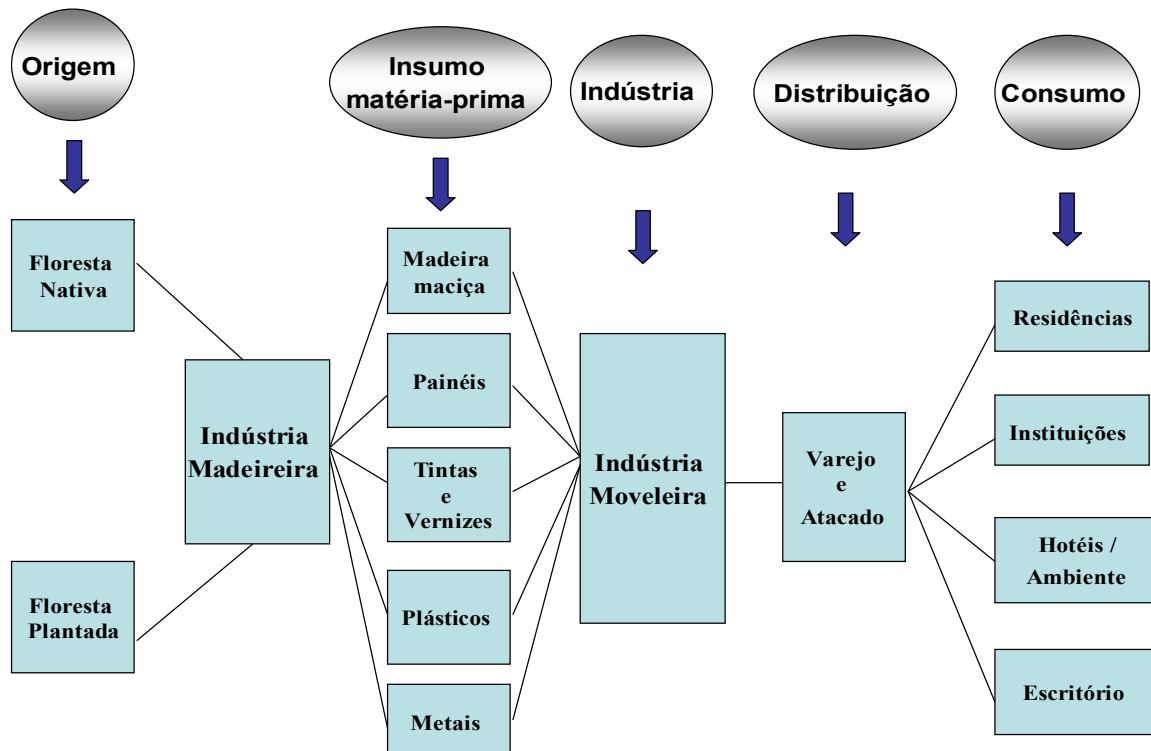 Origem
Insumo
matéria-prima
Indústria
Distribuição
Consumo
Floresta
Nativa
Floresta
Plantada
Indústria
Madeireira
Madeira
maciça
Painéis
Tintas
e
Vernizes
Plásticos
Metais
Indústria
Moveleira
Varejo
e
Atacado
Residências
Instituições
Hotéis /
Ambiente
Escritório